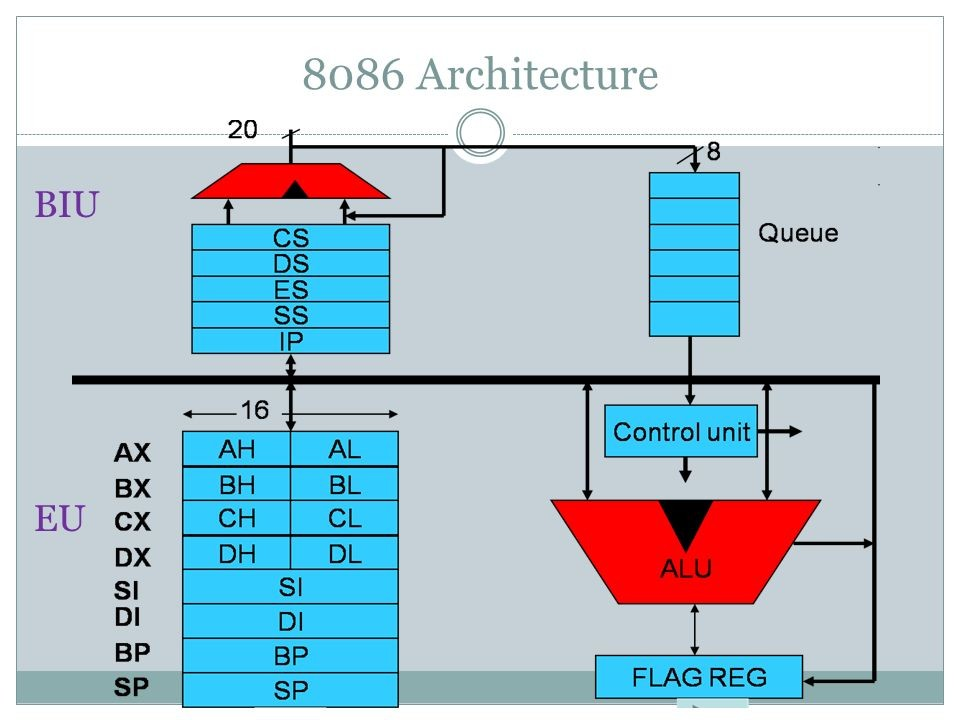 8086 Architecture
20
8
BIU
CS
DS
ES
SS
IP
Queue
16
Control unit
AX
AH AL
BX
BH BL
EU
CX
CH CL
DX
DH DL
ALU
SI
SI
DI
DI
BP
BP
SP
SP
FLAG REG